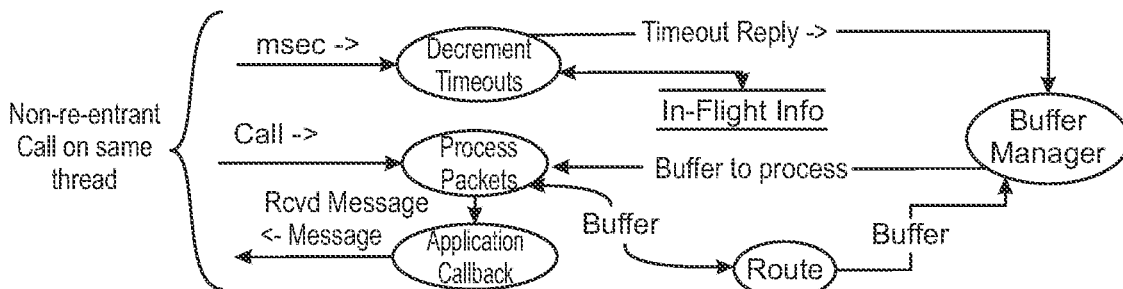 msec ->
Decrement
Timeouts
Timeout Reply ->
In-Flight Info
Buffer
Manager
Non-re-entrant
Call on same
thread
Call ->
Process
Packets
Buffer to process
Rcvd Message
<- Message
Application
Callback
Buffer
Route
Buffer